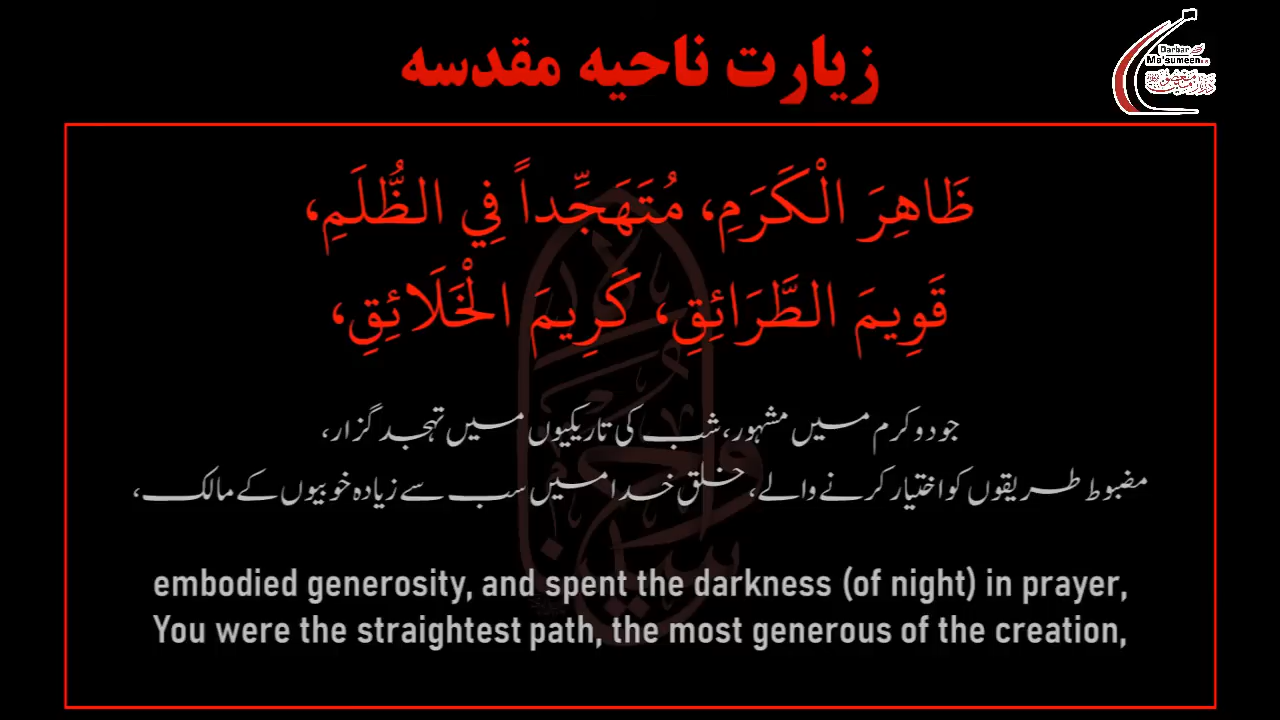 زیارت ناحیہ مقدسہ
Darbar
Ma'sumeen
ظَاهِرَ الْكَرَمِ، مُتَهَجِّداً فِي الظُّلَمِ،
قَوِيمَ الطَّرَائِقِ، كَرِيمَ الْخَلَائِقِ،
جود و کرم میں مشہور، شب کی تاریکیوں میں تہجد گزار،
مضبوط طریقوں کو اختیار کرنے والے، خلق خدا میں سب سے زیادہ خوبیوں کے مالک،
embodied generosity, and spent the darkness (of night) in prayer,
You were the straightest path, the most generous of the creation,